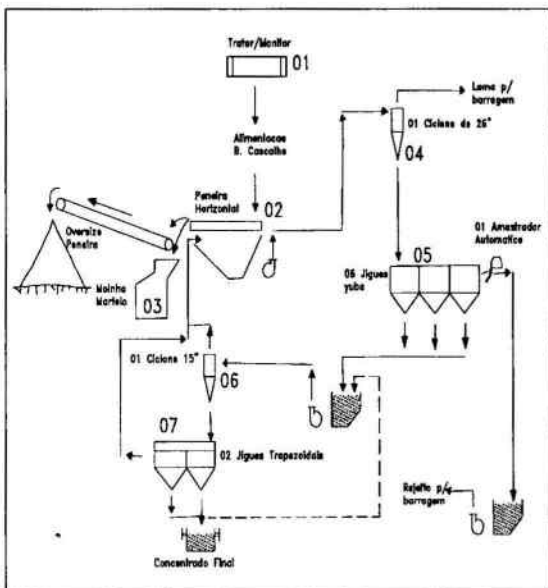 Trator/Monitor
01
Lama p/
barragem
01 Ciclone de 26"
04
Alimentacao
B. Cascalho
Peneira
Horizontal
02
Oversize
Peneira
Moinho
Martelo
03
01 Amostrador
Automatico
05
06 Jigues
yuba
01 Ciclone 15"
06
07
02 Jigues Trapezoidais
Rejeito p/
barragem
Concentrado Final